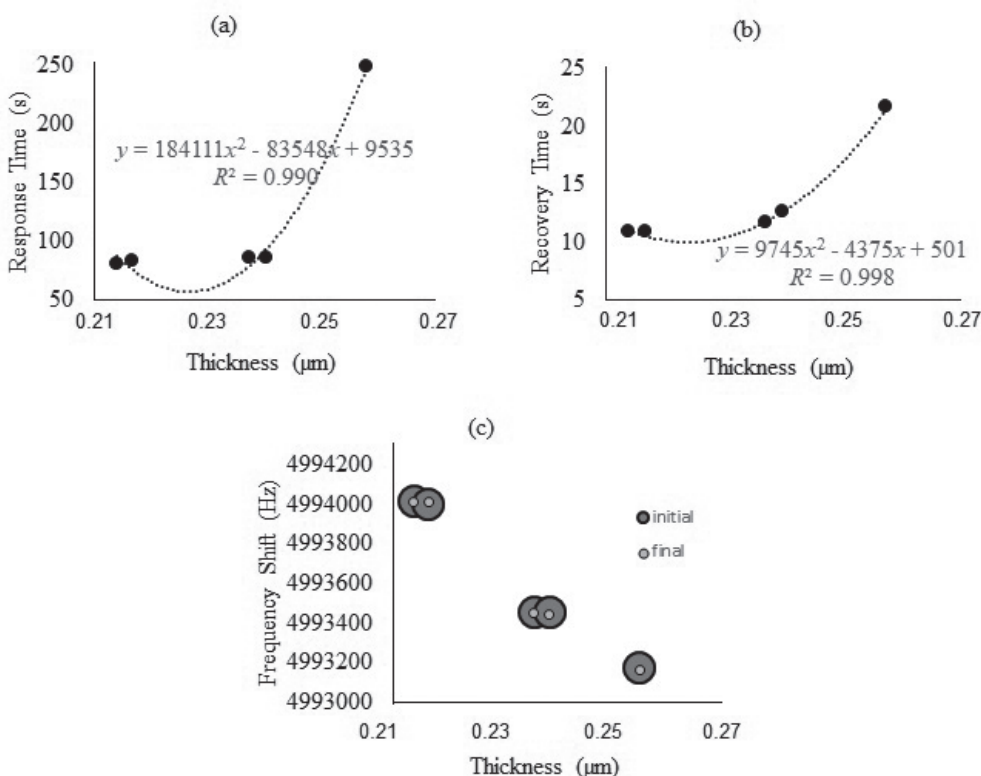 (a)
Response Time (s)
250
200
150
100
50
y = 184111x² - 83548x + 9535
R² = 0.990
0.21 0.23 0.25 0.27
Thickness (μm)
(b)
Recovery Time (s)
25
20
15
10
5
y = 9745x² - 4375x + 501
R² = 0.998
0.21 0.23 0.25 0.27
Thickness (μm)
(c)
Frequency Shift (Hz)
4994200
4994000
4993800
4993600
4993400
4993200
4993000
initial
final
0.21 0.23 0.25 0.27
Thickness (μm)